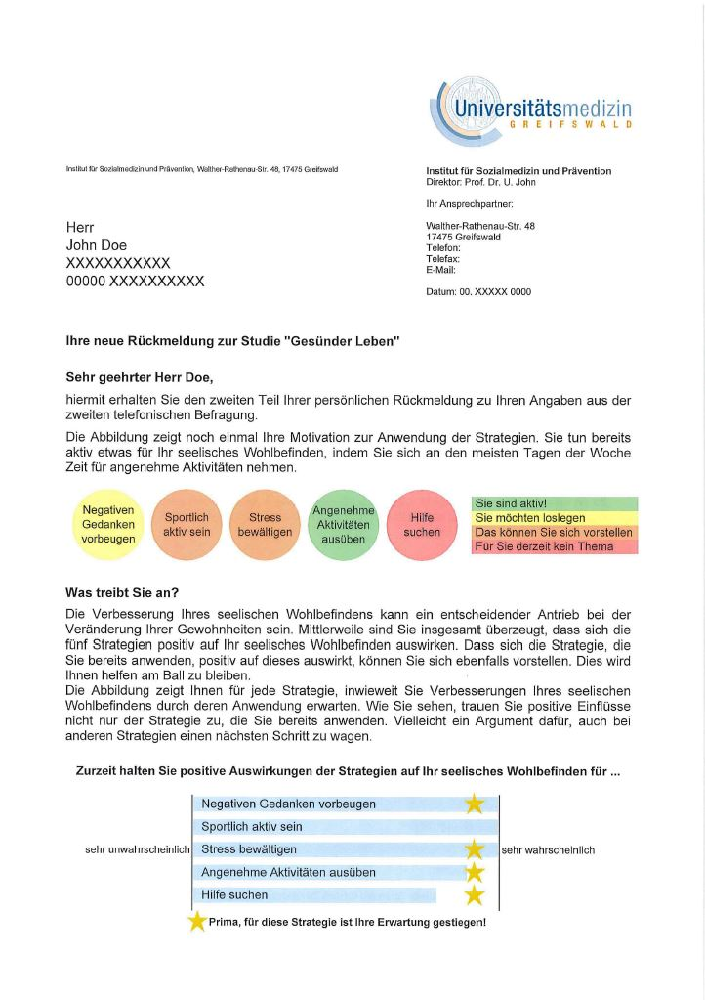 Universitätsmedizin
GREIFSWALD
Institut für Sozialmedizin und Prävention, Walther-Rathenau-Str. 48, 17475 Greifswald
Institut für Sozialmedizin und Prävention
Direktor: Prof. Dr. U. John
Ihr Ansprechpartner:
Walther-Rathenau-Str. 48
17475 Greifswald
Telefon:
Telefax:
E-Mail:
Datum: 00. XXXXX 0000
Herr
John Doe
XXXXXXXXXXX
00000 XXXXXXXXXX
Ihre neue Rückmeldung zur Studie "Gesünder Leben"
Sehr geehrter Herr Doe,
hiermit erhalten Sie den zweiten Teil Ihrer persönlichen Rückmeldung zu Ihren Angaben aus der
zweiten telefonischen Befragung.
Die Abbildung zeigt noch einmal Ihre Motivation zur Anwendung der Strategien. Sie tun bereits
aktiv etwas für Ihr seelisches Wohlbefinden, indem Sie sich an den meisten Tagen der Woche
Zeit für angenehme Aktivitäten nehmen.
Negativen
Gedanken
vorbeugen
Sportlich
aktiv sein
Stress
bewältigen
Angenehme
Aktivitäten
ausüben
Hilfe
suchen
Sie sind aktiv!
Sie möchten loslegen
Das können Sie sich vorstellen
Für Sie derzeit kein Thema
Was treibt Sie an?
Die Verbesserung Ihres seelischen Wohlbefindens kann ein entscheidender Antrieb bei der
Veränderung Ihrer Gewohnheiten sein. Mittlerweile sind Sie insgesamt überzeugt, dass sich die
fünf Strategien positiv auf Ihr seelisches Wohlbefinden auswirken. Dass sich die Strategie, die
Sie bereits anwenden, positiv auf dieses auswirkt, können Sie sich ebenfalls vorstellen. Dies wird
Ihnen helfen am Ball zu bleiben.
Die Abbildung zeigt Ihnen für jede Strategie, inwieweit Sie Verbesserungen Ihres seelischen
Wohlbefindens durch deren Anwendung erwarten. Wie Sie sehen, trauen Sie positive Einflüsse
nicht nur der Strategie zu, die Sie bereits anwenden. Vielleicht ein Argument dafür, auch bei
anderen Strategien einen nächsten Schritt zu wagen.
Zurzeit halten Sie positive Auswirkungen der Strategien auf Ihr seelisches Wohlbefinden für ...
Negativen Gedanken vorbeugen
Sportlich aktiv sein
sehr unwahrscheinlich
Stress bewältigen
sehr wahrscheinlich
Angenehme Aktivitäten ausüben
Hilfe suchen
Prima, für diese Strategie ist Ihre Erwartung gestiegen!